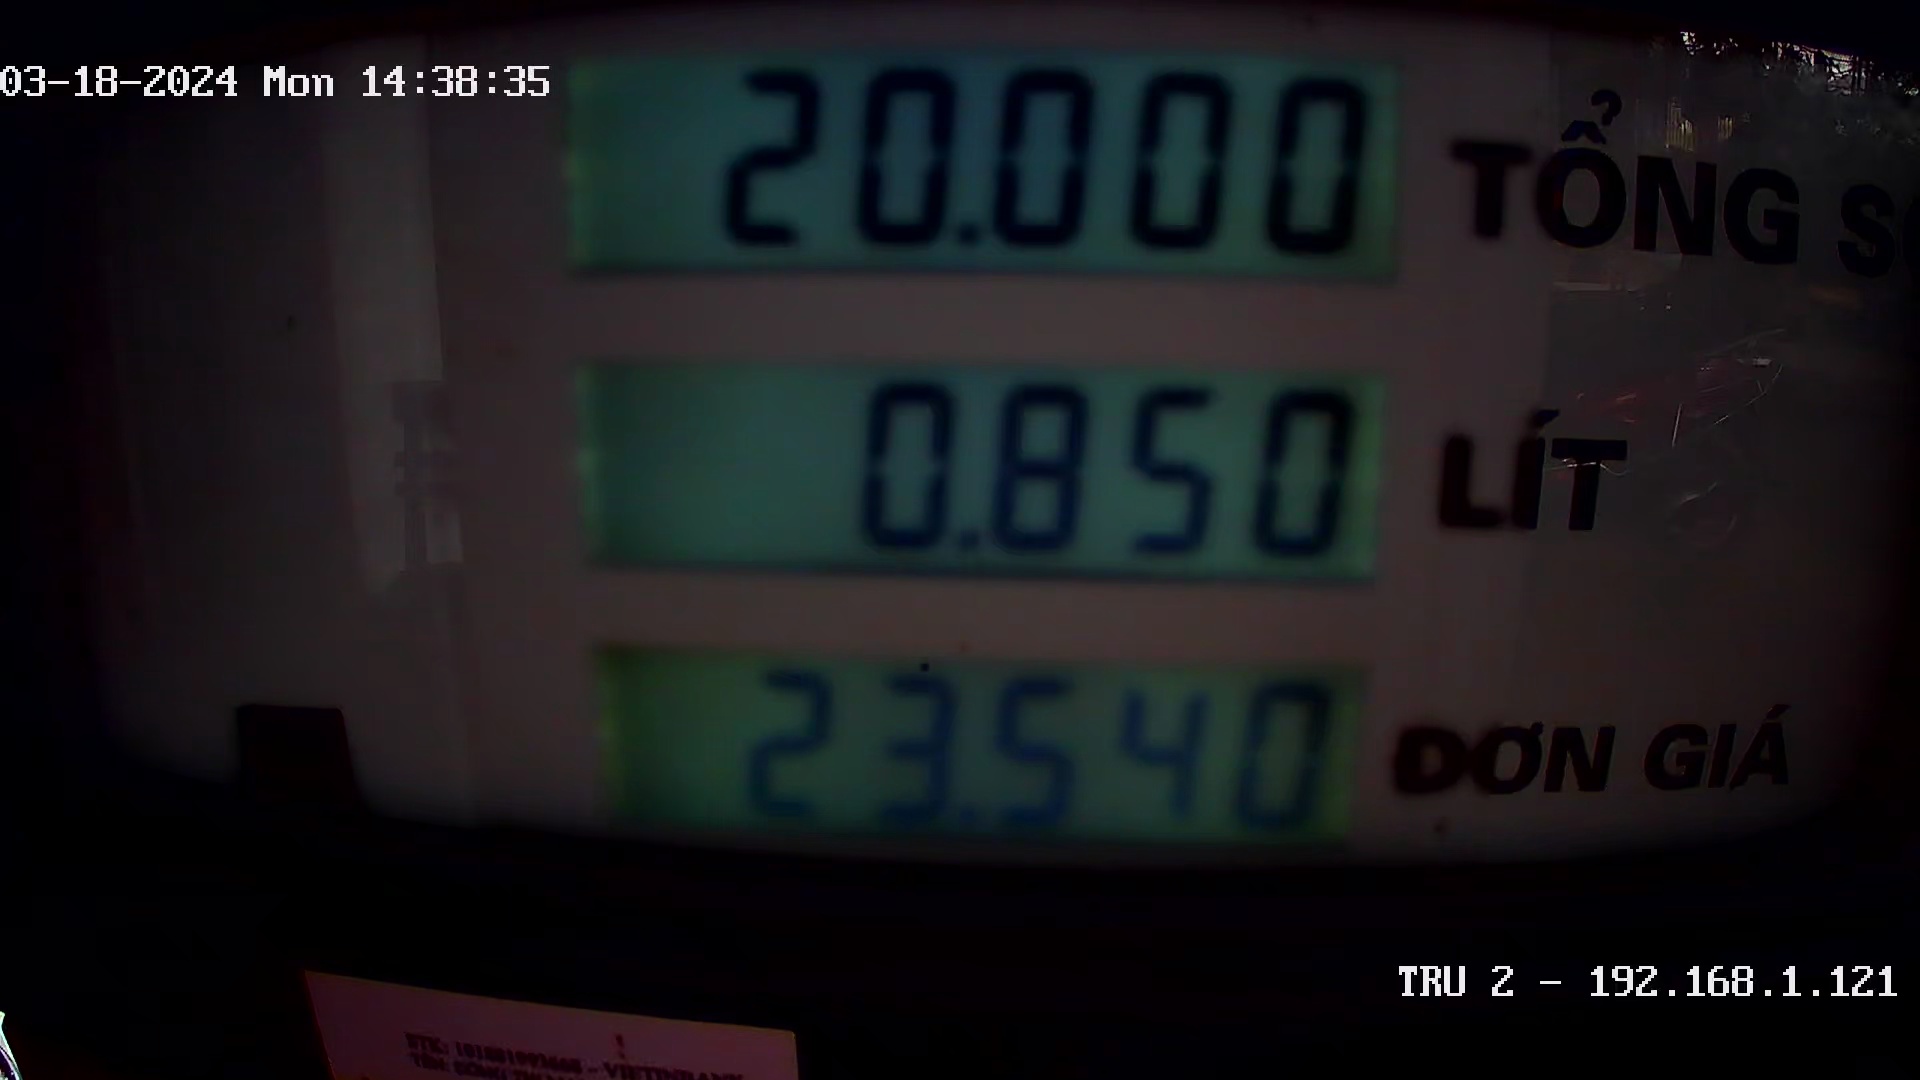 03-18-2024 Mon 14:38:35
20.000 TỔNG S
0.850 LÍT
23.540 ĐƠN GIÁ
TRU 2 - 192.168.1.121
VIETINBANK